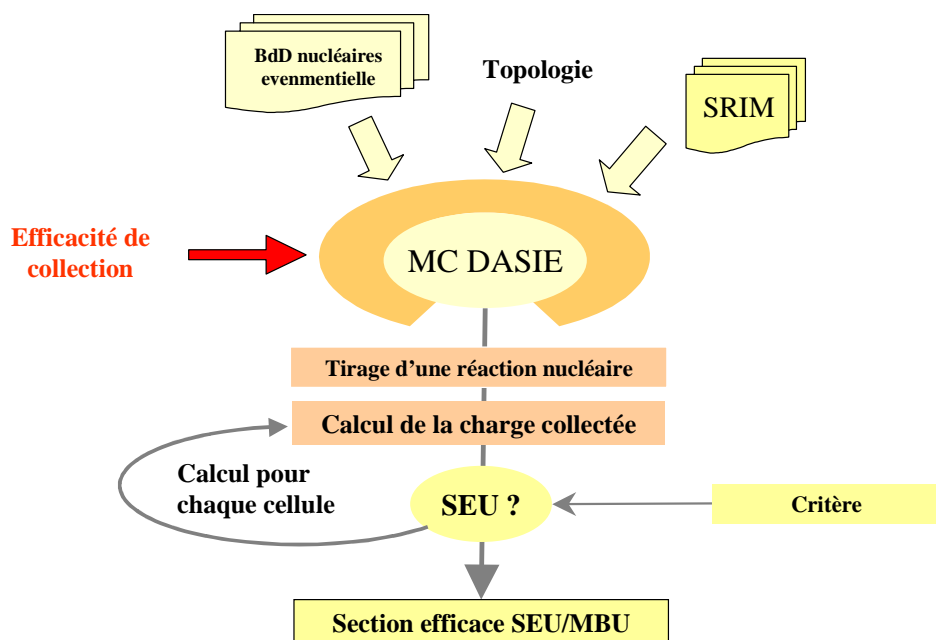 BdD nucléaires
evenmentielle
Topologie
SRIM
Efficacité de
collection
MC DASIE
Tirage d'une réaction nucléaire
Calcul de la charge collectée
Calcul pour
chaque cellule
SEU ?
Critère
Section efficace SEU/MBU